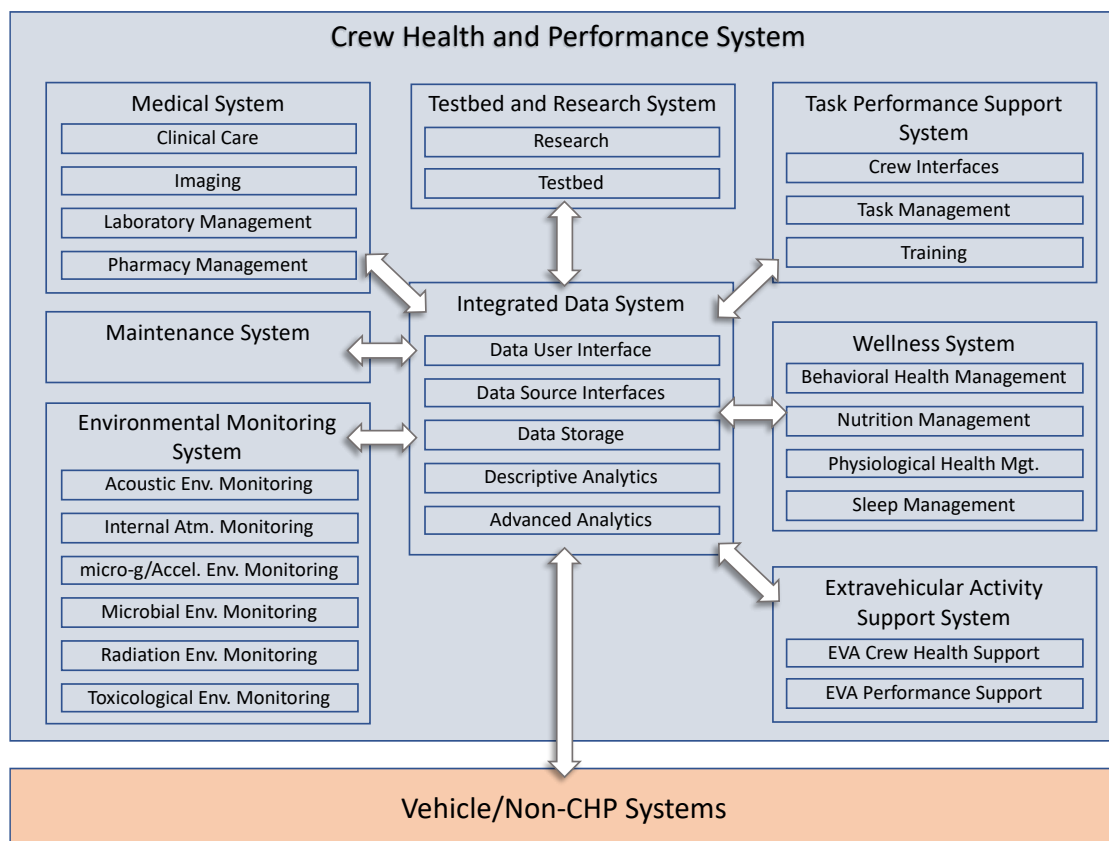 Crew Health and Performance System
Medical System
Clinical Care
Imaging
Laboratory Management
Pharmacy Management
Maintenance System
Environmental Monitoring
System
Acoustic Env. Monitoring
Internal Atm. Monitoring
micro-g/Accel. Env. Monitoring
Microbial Env. Monitoring
Radiation Env. Monitoring
Toxicological Env. Monitoring
Testbed and Research System
Research
Testbed
Integrated Data System
Data User Interface
Data Source Interfaces
Data Storage
Descriptive Analytics
Advanced Analytics
Task Performance Support
System
Crew Interfaces
Task Management
Training
Wellness System
Behavioral Health Management
Nutrition Management
Physiological Health Mgt.
Sleep Management
Extravehicular Activity
Support System
EVA Crew Health Support
EVA Performance Support
Vehicle/Non-CHP Systems